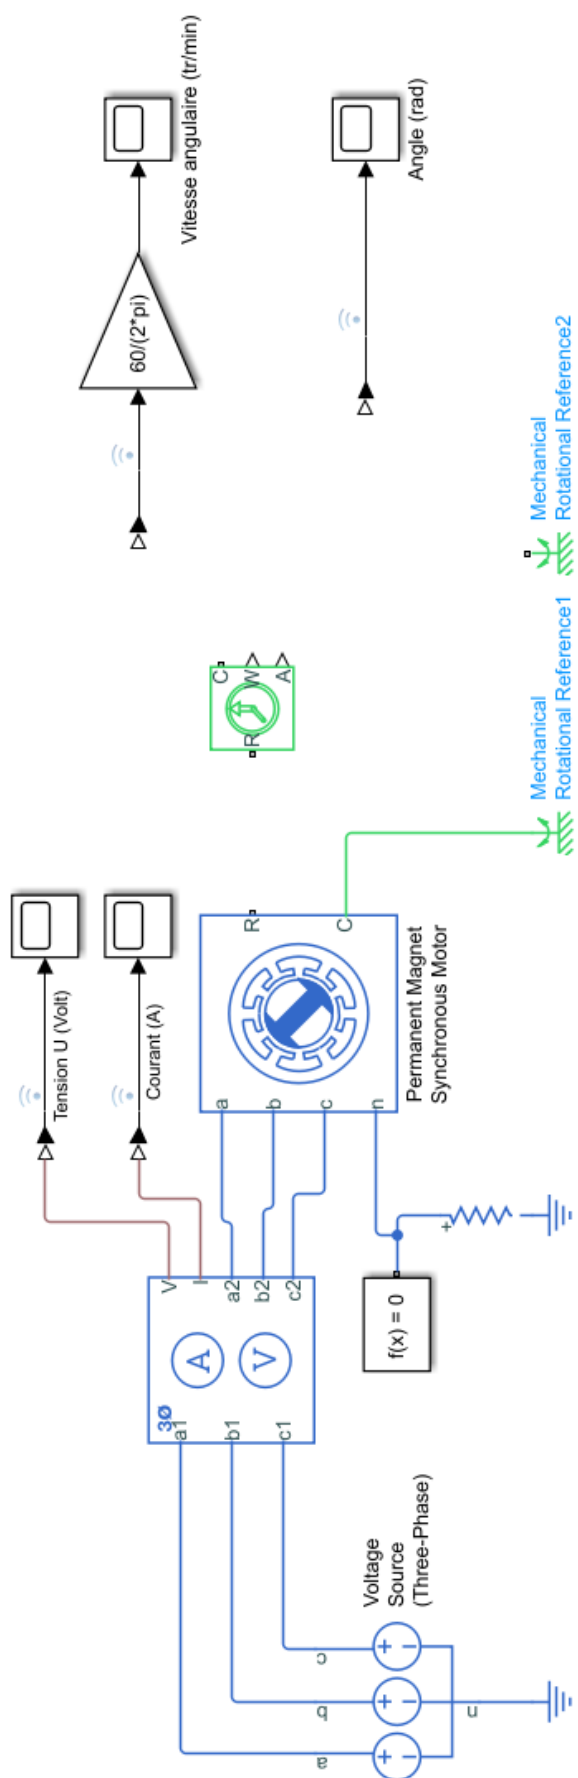 Vitesse angulaire (tr/min)
60/(2*pi)
Angle (rad)
Mechanical
Rotational Reference2
Mechanical
Rotational Reference1
C
R
W
A
Tension U (Volt)
Courant (A)
R
C
a
b
c
n
Permanent Magnet
Synchronous Motor
V
I
a2
b2
c2
A
V
3Ø
a1
b1
c1
f(x) = 0
+
Voltage
Source
(Three-Phase)
a
b
c
n
+
−
+
−
+
−